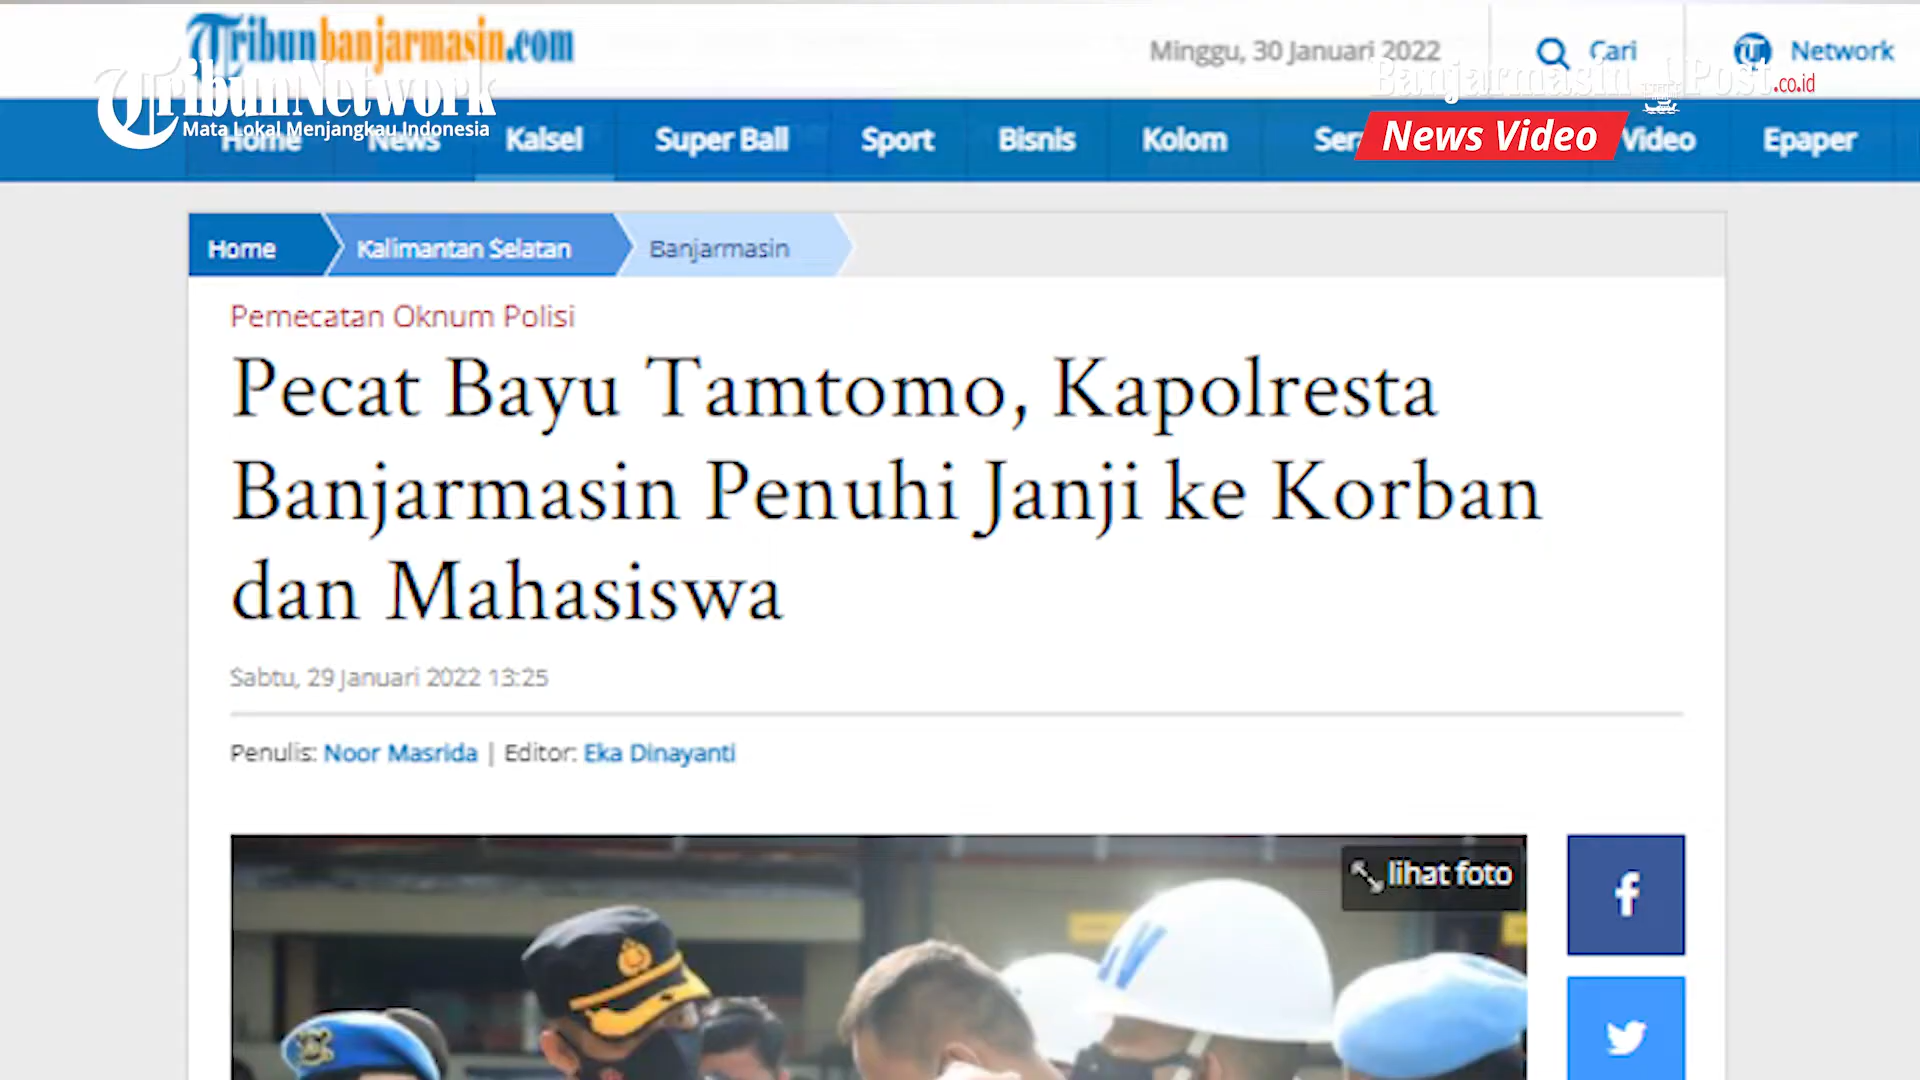 Tribunbanjarmasin.com
Minggu, 30 Januari 2022
Cari
Network
TribunNetwork
Mata Lokal Menjangkau Indonesia
Banjarmasin Post.co.id
News Video
Home
News
Kalsel
Super Ball
Sport
Bisnis
Kolom
Video
Epaper
Home
Kalimantan Selatan
Banjarmasin
Pemecatan Oknum Polisi
Pecat Bayu Tamtomo, Kapolresta
Banjarmasin Penuhi Janji ke Korban
dan Mahasiswa
Sabtu, 29 Januari 2022 13:25
Penulis: Noor Masrida | Editor: Eka Dinayanti
lihat foto